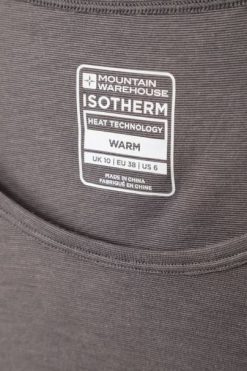 MOUNTAIN
WAREHOUSE
ISOTHERM
HEAT TECHNOLOGY
WARM
UK 10 | EU 38 | US 6
MADE IN CHINA
FABRIQUÉ EN CHINE